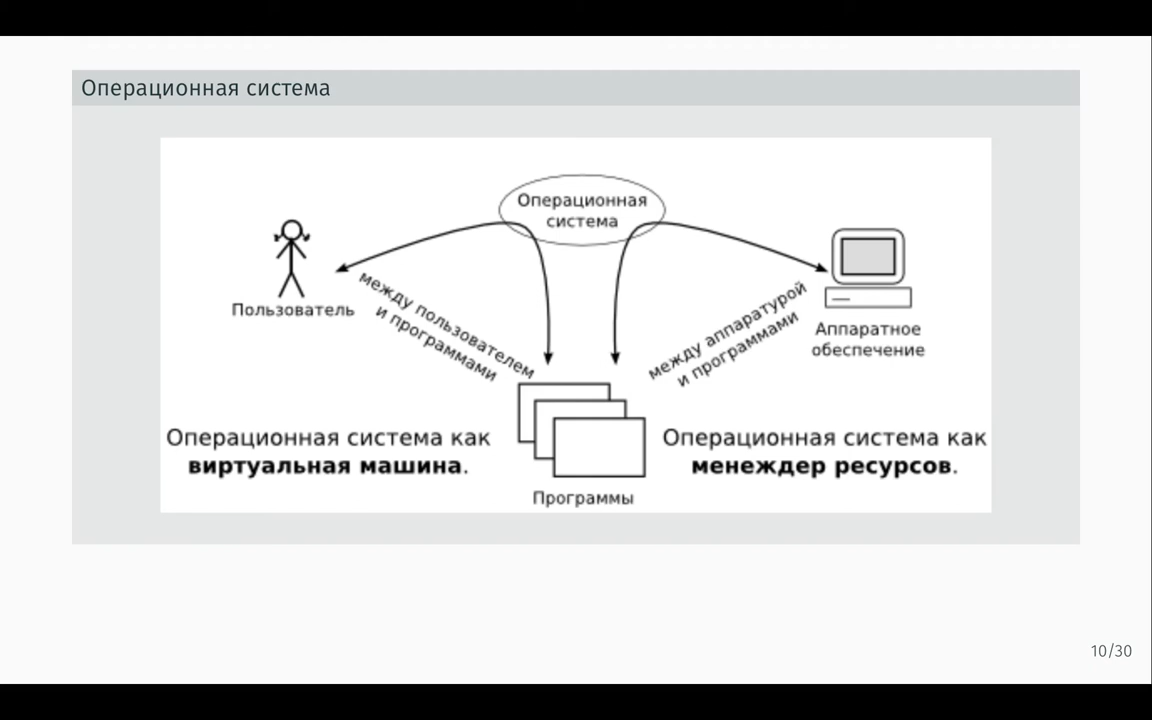 Операционная система
Операционная
система
Пользователь
между пользователем
и программами
между аппаратурой
и программами
Аппаратное
обеспечение
Операционная система как
виртуальная машина.
Операционная система как
менеждер ресурсов.
Программы
10/30